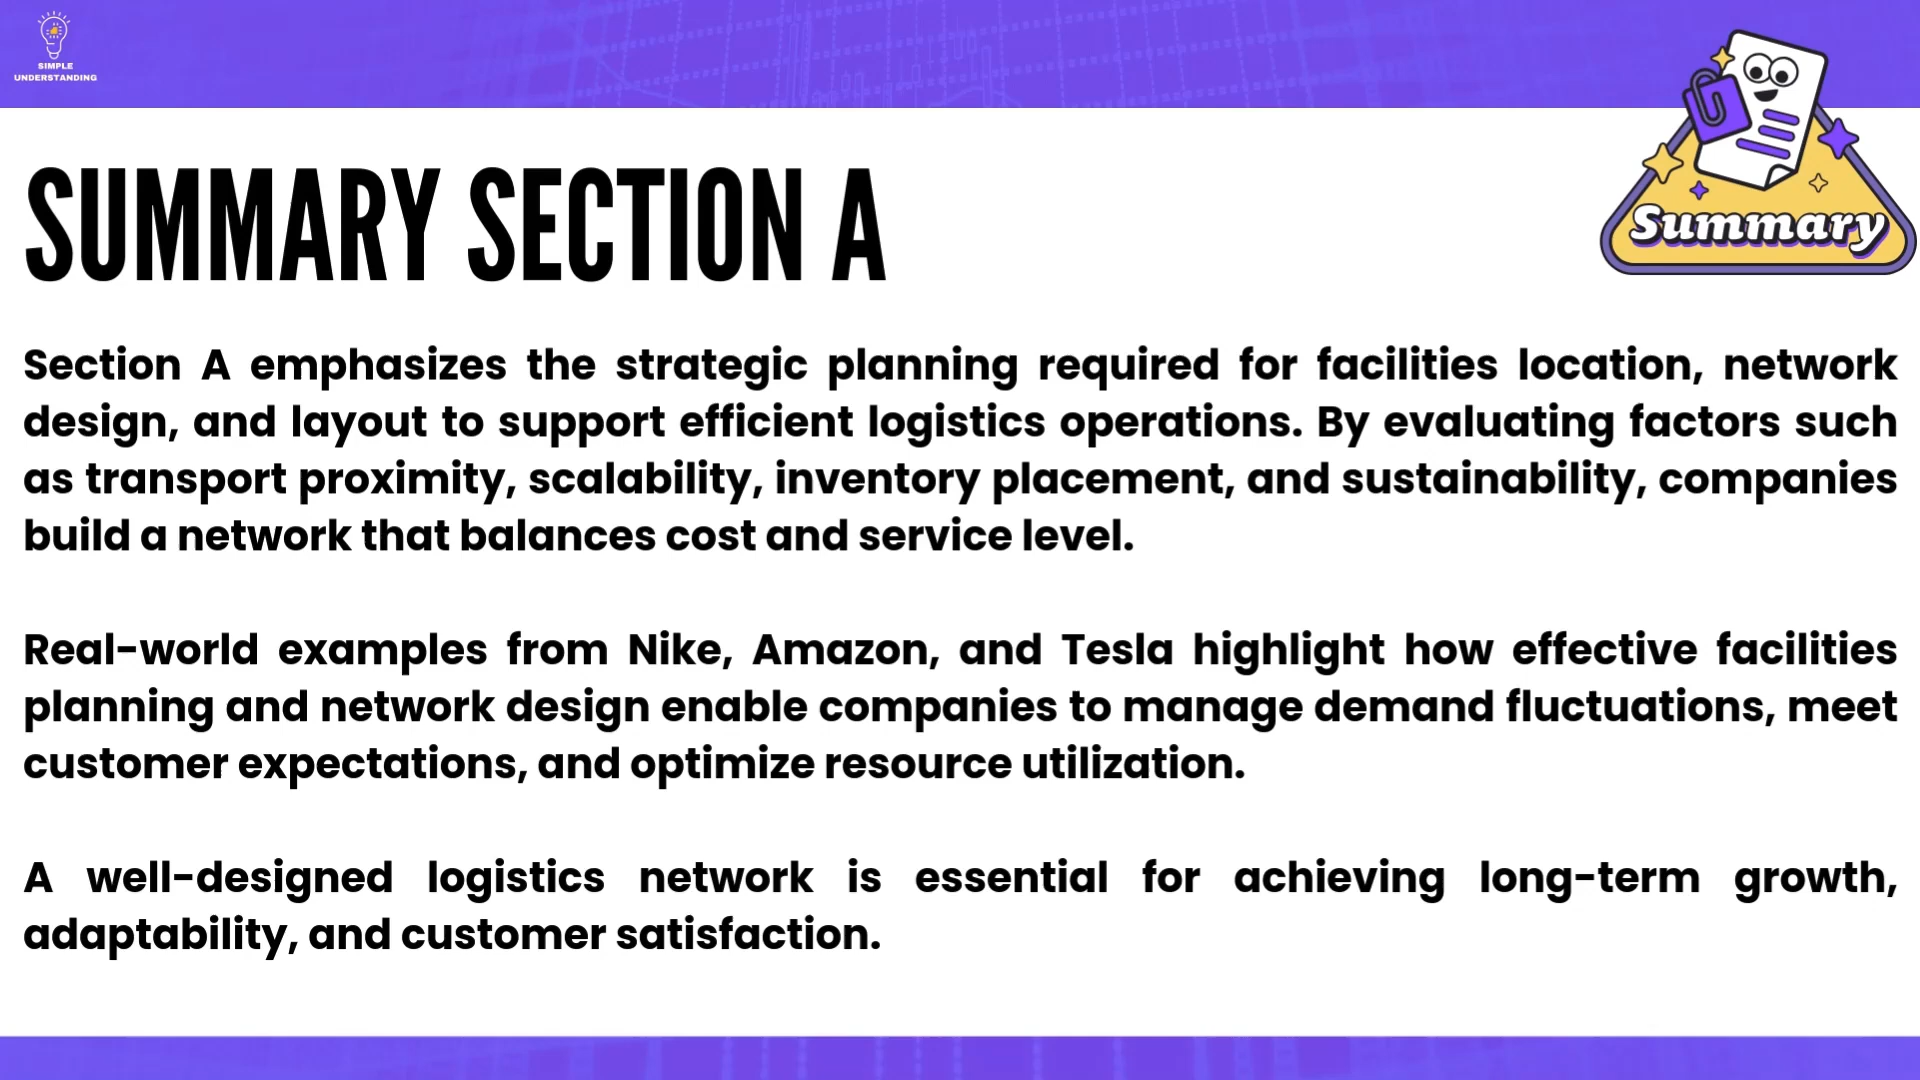 SIMPLE
UNDERSTANDING
Summary
SUMMARY SECTION A
Section A emphasizes the strategic planning required for facilities location, network
design, and layout to support efficient logistics operations. By evaluating factors such
as transport proximity, scalability, inventory placement, and sustainability, companies
build a network that balances cost and service level.
Real-world examples from Nike, Amazon, and Tesla highlight how effective facilities
planning and network design enable companies to manage demand fluctuations, meet
customer expectations, and optimize resource utilization.
A well-designed logistics network is essential for achieving long-term growth,
adaptability, and customer satisfaction.